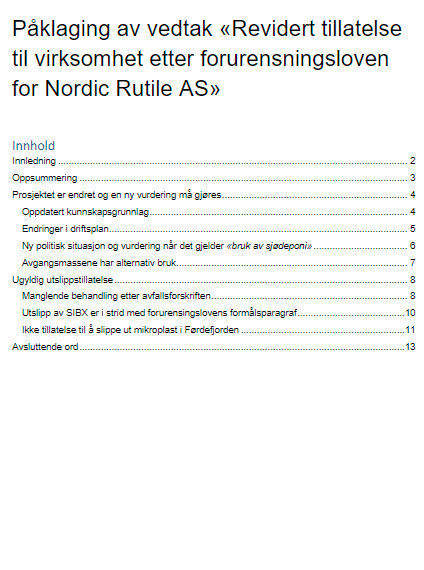 Påklaging av vedtak «Revidert tillatelse
til virksomhet etter forurensningsloven
for Nordic Rutile AS»
Innhold
Innledning ........ 2
Oppsummering ........ 3
Prosjektet er endret og en ny vurdering må gjøres ........ 4
Oppdatert kunnskapsgrunnlag ........ 4
Endringer i driftsplan ........ 5
Ny politisk situasjon og vurdering når det gjelder «bruk av sjødeponi» ........ 6
Avgangsmassene har alternativ bruk ........ 7
Ugyldig utslippstillatelse ........ 8
Manglende behandling etter avfallsforskriften ........ 8
Utslipp av SIBX er i strid med forurensingslovens formålsparagraf ........ 10
Ikke tillatelse til å slippe ut mikroplast i Førdefjorden ........ 11
Avsluttende ord ........ 13